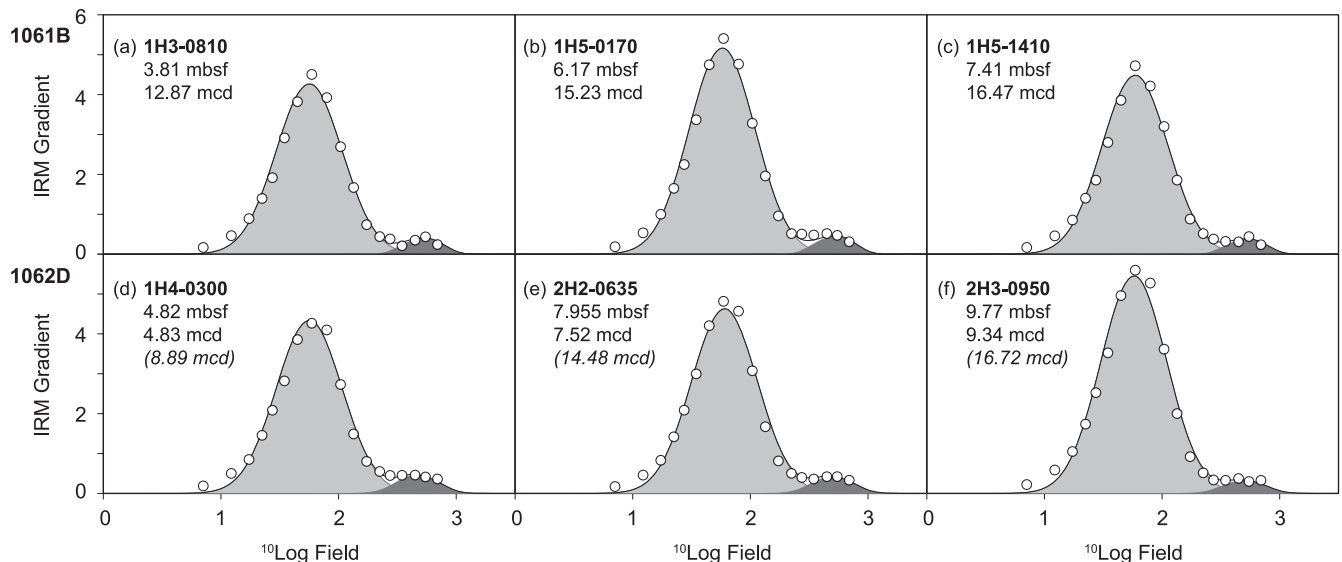 1061B
IRM Gradient
6
4
2
0
(a) 1H3-0810
3.81 mbsf
12.87 mcd
(b) 1H5-0170
6.17 mbsf
15.23 mcd
(c) 1H5-1410
7.41 mbsf
16.47 mcd
1062D
IRM Gradient
4
2
0
(d) 1H4-0300
4.82 mbsf
4.83 mcd
(8.89 mcd)
(e) 2H2-0635
7.955 mbsf
7.52 mcd
(14.48 mcd)
(f) 2H3-0950
9.77 mbsf
9.34 mcd
(16.72 mcd)
0 1 2 3
0 1 2 3
0 1 2 3
¹⁰Log Field
¹⁰Log Field
¹⁰Log Field